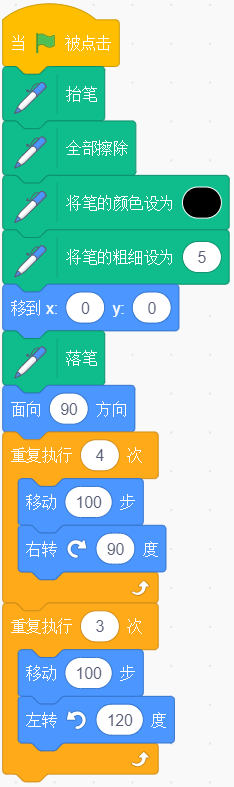 当 被点击
抬笔
全部擦除
将笔的颜色设为
将笔的粗细设为 5
移到 x: 0 y: 0
落笔
面向 90 方向
重复执行 4 次
移动 100 步
右转 90 度
重复执行 3 次
移动 100 步
左转 120 度